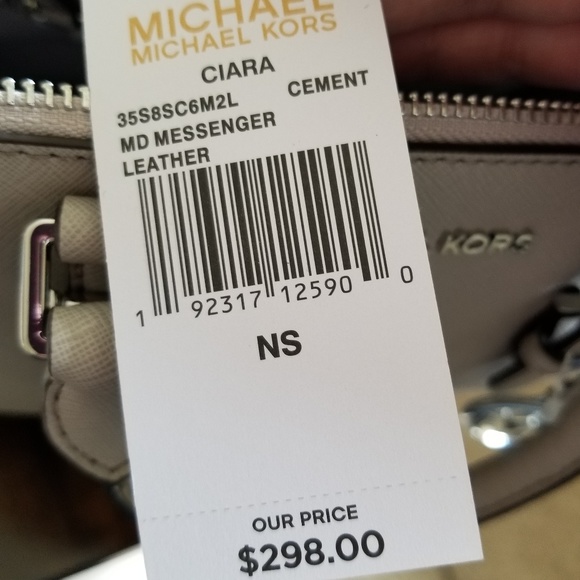 MICHAEL
MICHAEL KORS
CIARA
35S8SC6M2L CEMENT
MD MESSENGER
LEATHER
1 92317 12590 0
NS
OUR PRICE
$298.00
KORS